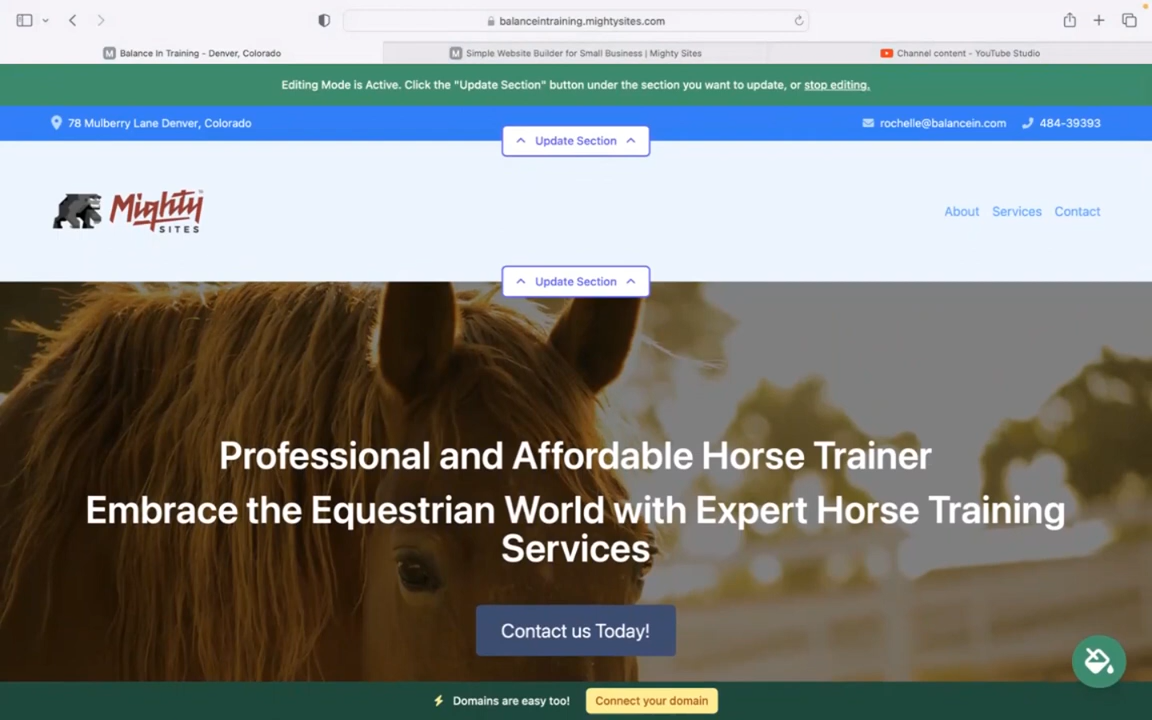 balanceintraining.mightysites.com
Balance In Training - Denver, Colorado
Simple Website Builder for Small Business | Mighty Sites
Channel content - YouTube Studio
Editing Mode is Active. Click the "Update Section" button under the section you want to update, or stop editing.
78 Mulberry Lane Denver, Colorado
rochelle@balancein.com
484-39393
Update Section
Mighty
SITES
About
Services
Contact
Update Section
Professional and Affordable Horse Trainer
Embrace the Equestrian World with Expert Horse Training
Services
Contact us Today!
Domains are easy too!
Connect your domain